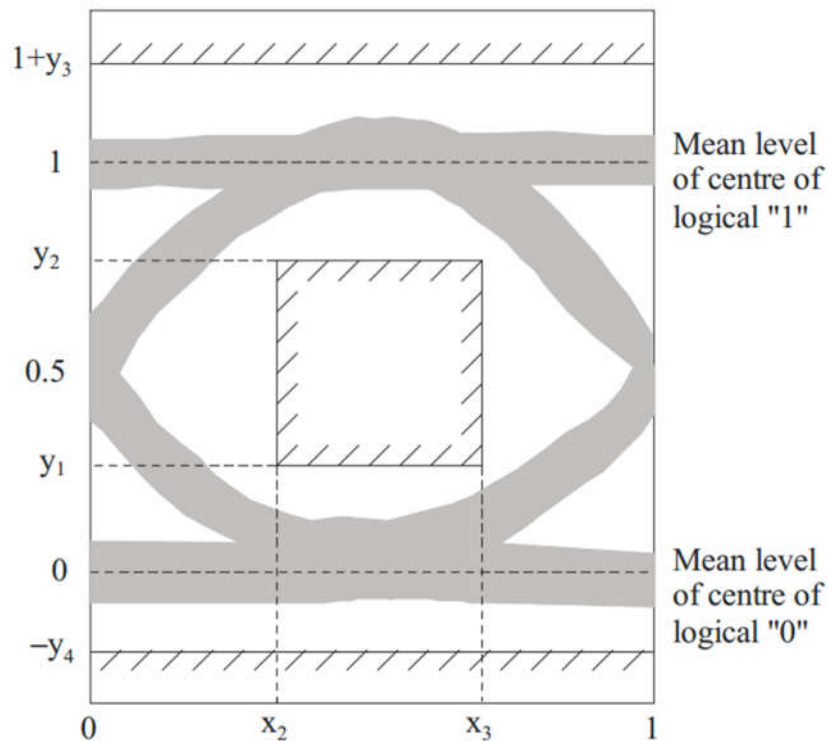 1+y₃
1
Mean level
of centre of
logical "1"
y₂
0.5
y₁
0
Mean level
of centre of
logical "0"
−y₄
0
x₂
x₃
1